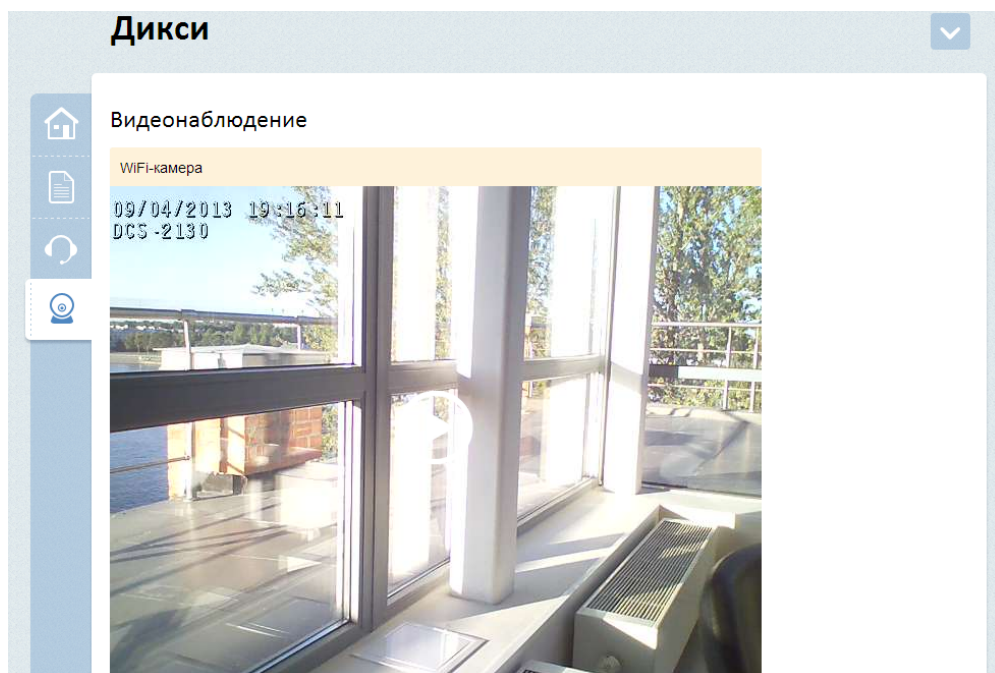 Дикси
Видеонаблюдение
WiFi-камера
09/04/2013 19:16:11
DCS-2130